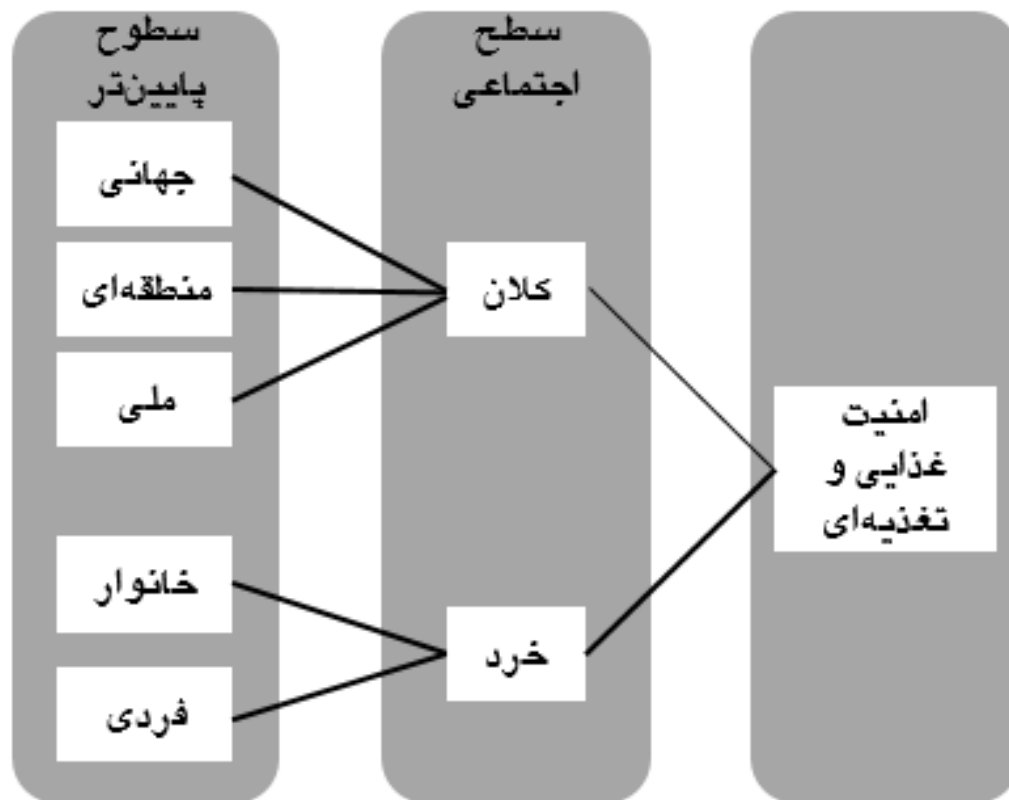 امنیت
غذایی و
تغذیه‌ای
سطح
اجتماعی
کلان
خرد
سطوح
پایین‌تر
جهانی
منطقه‌ای
ملی
خانوار
فردی